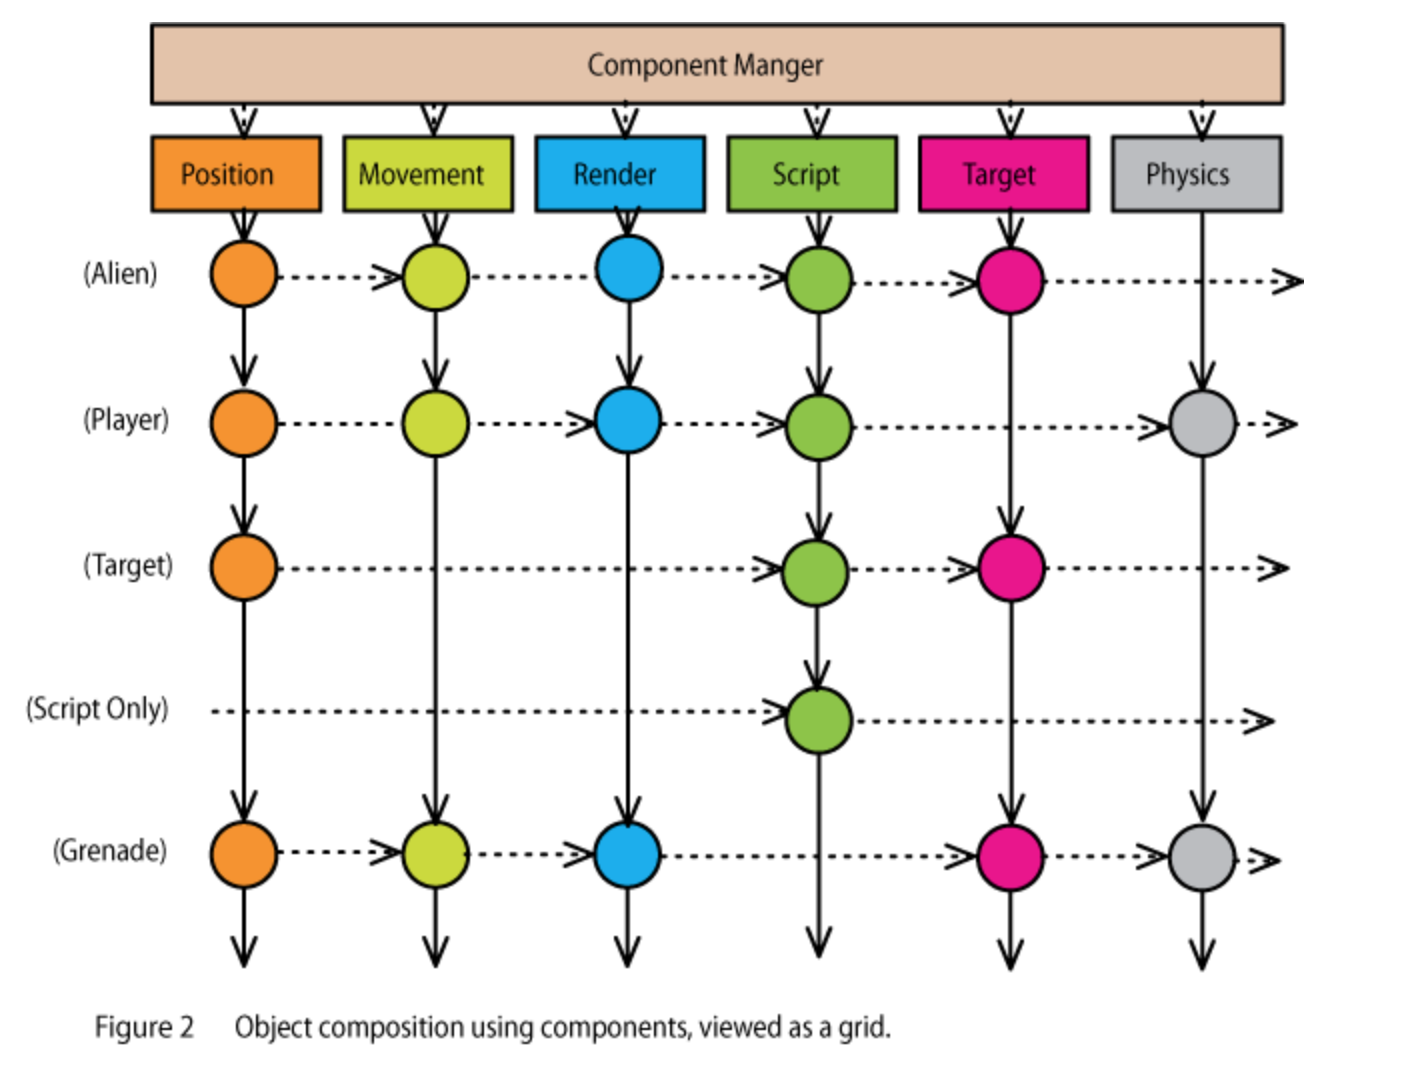 Component Manger
Position Movement Render Script Target Physics
(Alien)
(Player)
(Target)
(Script Only)
(Grenade)
Figure 2 Object composition using components, viewed as a grid.